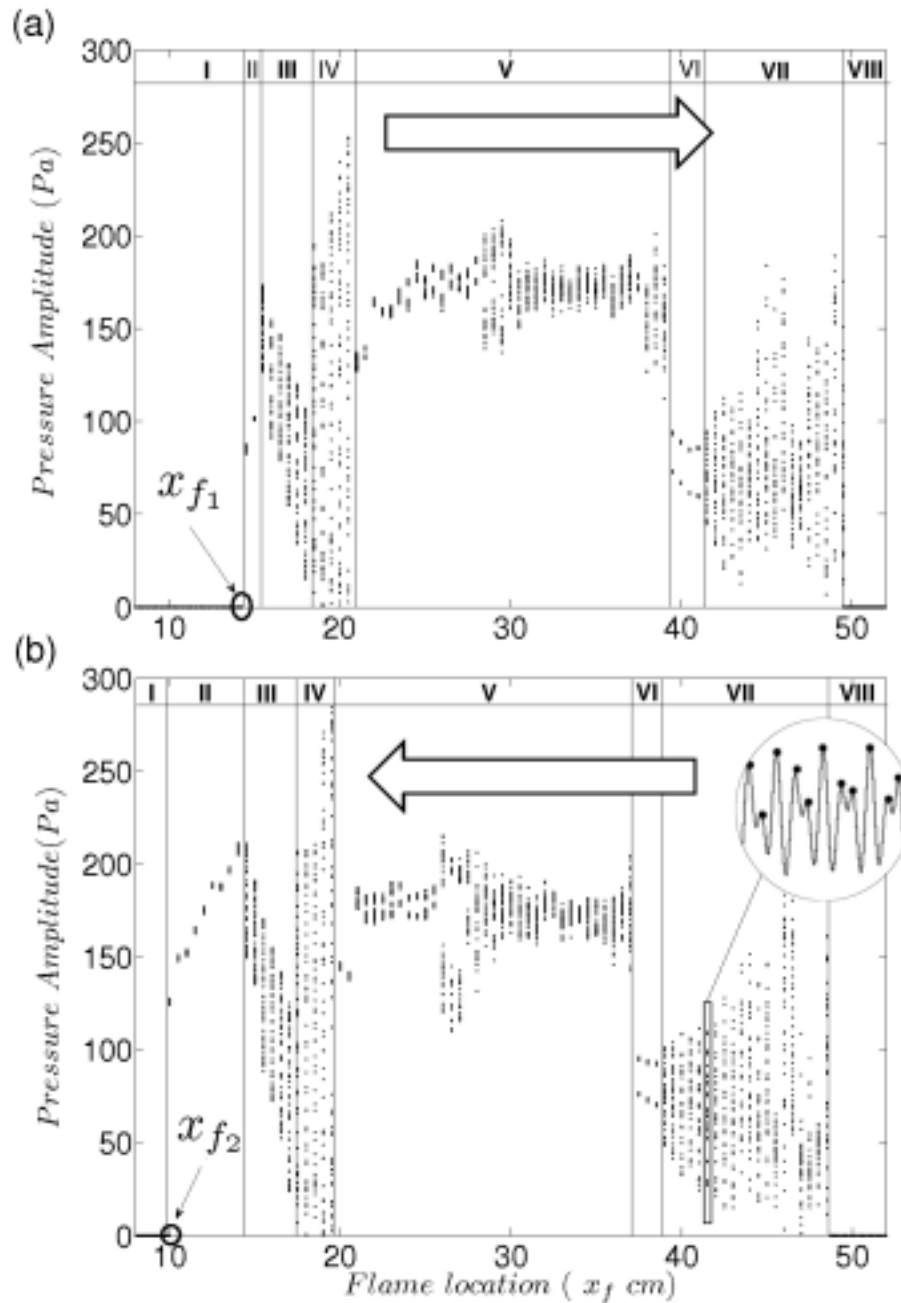 (a)
300
I II III IV V VI VII VIII
250
200
150
100
50
0
Pressure Amplitude (Pa)
x_{f_1}
10 20 30 40 50
(b)
300
I II III IV V VI VII VIII
250
200
150
100
50
0
Pressure Amplitude(Pa)
x_{f_2}
10 20 30 40 50
Flame location ( x_f cm)